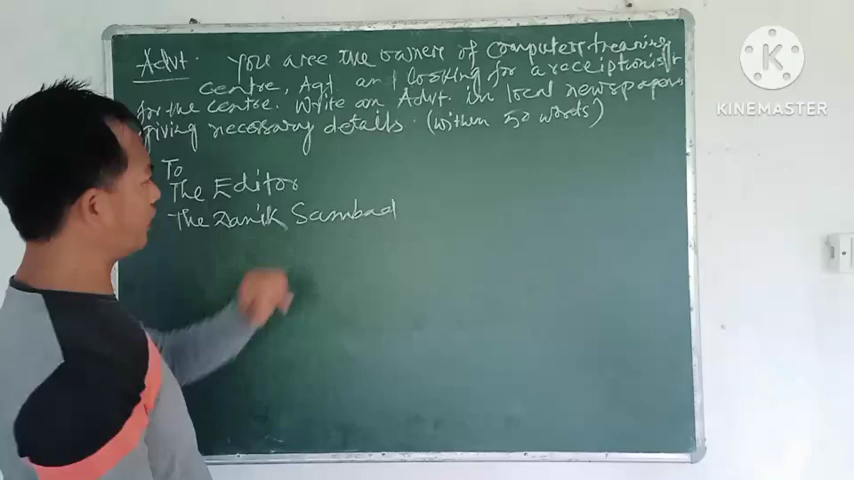 Advt. You are the owner of computer treaning
centre, Agt and looking for a receiptionist
for the centre. Write an Advt. in local newspapers
giving necessary details. (within 50 words)
To
The Editor
The Danik Sambad
K
KINEMASTER